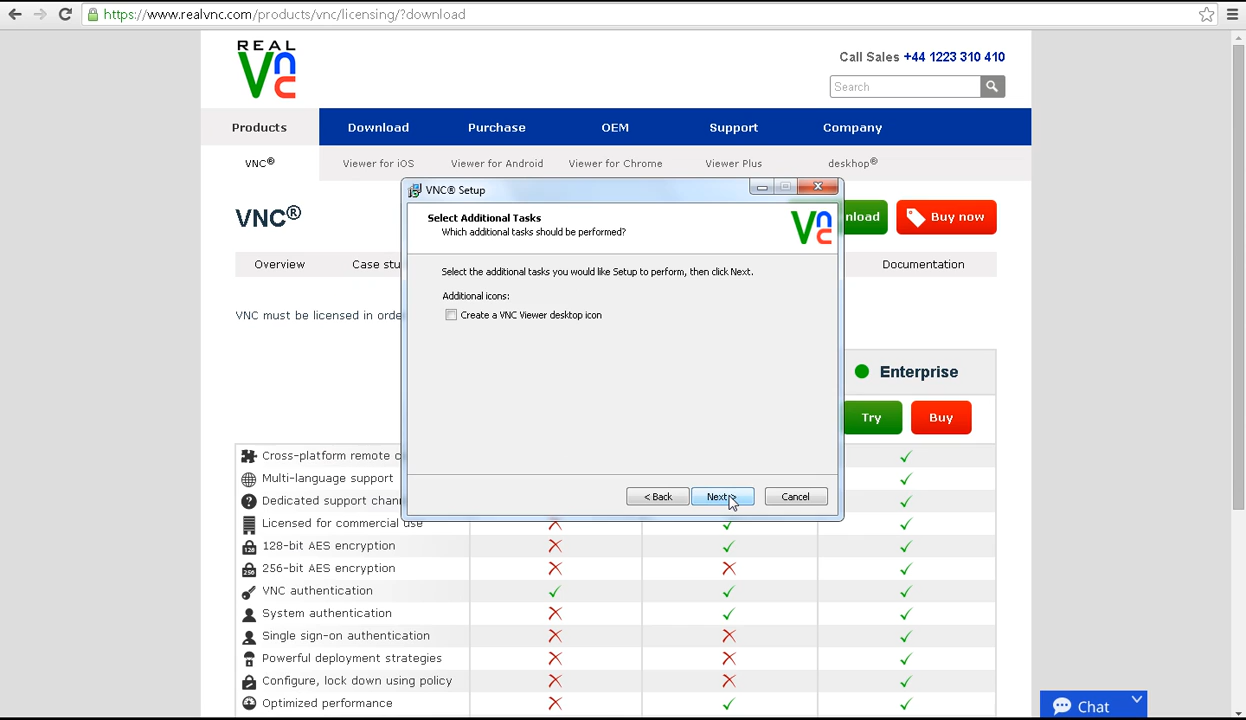 https://www.realvnc.com/products/vnc/licensing/?download
REAL
Vnc
Call Sales +44 1223 310 410
Search
Products
Download
Purchase
OEM
Support
Company
VNC®
Viewer for iOS
Viewer for Android
Viewer for Chrome
Viewer Plus
deskhop®
VNC® Setup
VNC®
nload
Buy now
Select Additional Tasks
Which additional tasks should be performed?
Vnc
Overview
Case stu
Documentation
Select the additional tasks you would like Setup to perform, then click Next.
Additional icons:
VNC must be licensed in orde
Create a VNC Viewer desktop icon
Enterprise
Try
Buy
Cross-platform remote c
Multi-language support
Dedicated support chan
< Back
Next >
Cancel
Licensed for commercial use
128-bit AES encryption
256-bit AES encryption
VNC authentication
System authentication
Single sign-on authentication
Powerful deployment strategies
Configure, lock down using policy
Optimized performance
Chat